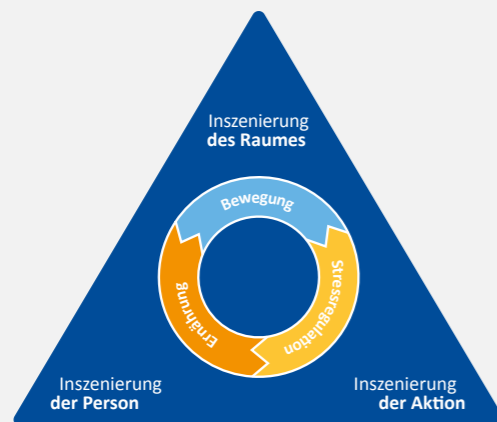 Inszenierung
des Raumes
Bewegung
Ernährung
Stressregulation
Inszenierung
der Person
Inszenierung
der Aktion